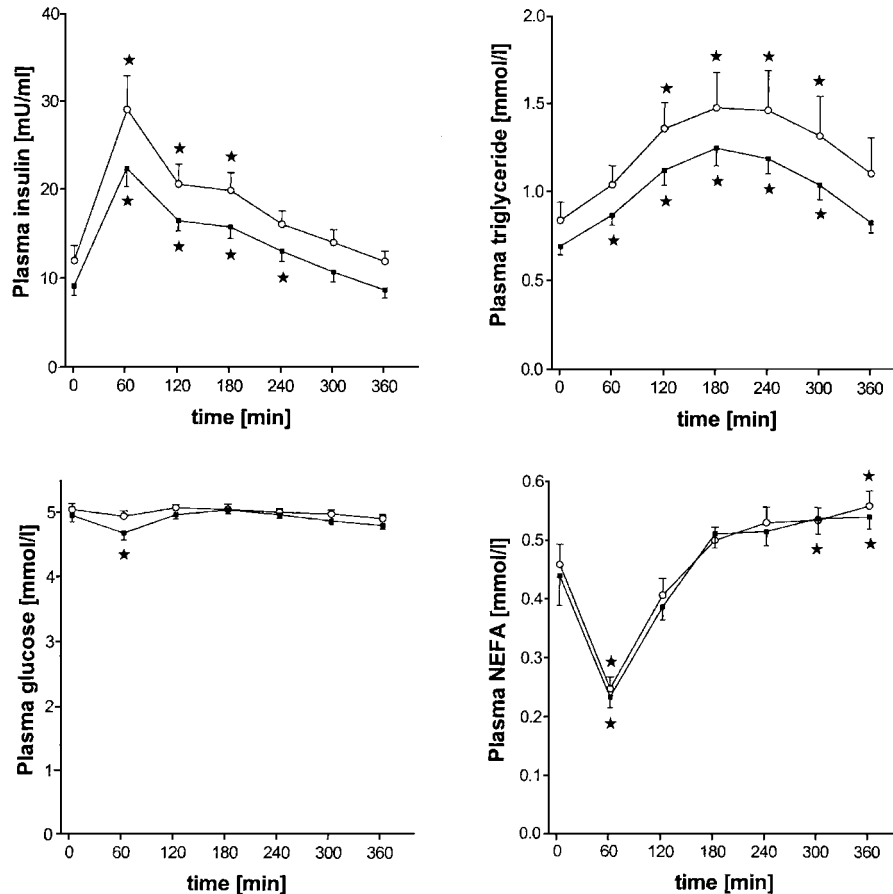 Plasma insulin [mU/ml]
40
30
20
10
0
0 60 120 180 240 300 360
time [min]
Plasma triglyceride [mmol/l]
2.0
1.5
1.0
0.5
0.0
0 60 120 180 240 300 360
time [min]
Plasma glucose [mmol/l]
5
4
3
2
1
0
0 60 120 180 240 300 360
time [min]
Plasma NEFA [mmol/l]
0.6
0.5
0.4
0.3
0.2
0.1
0.0
0 60 120 180 240 300 360
time [min]